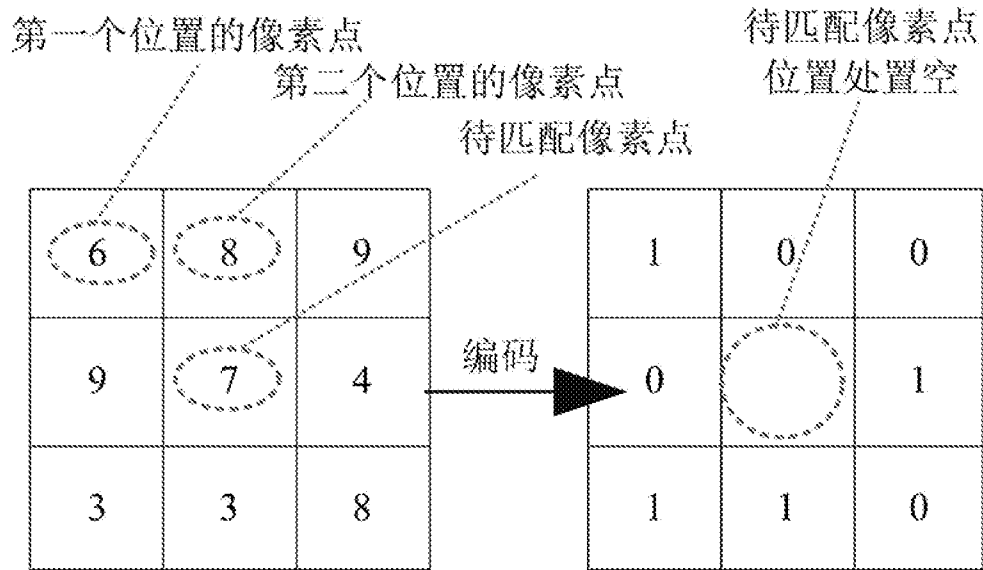 第一个位置的像素点
第二个位置的像素点
待匹配像素点
待匹配像素点
位置处置空
6 8 9
9 7 4
3 3 8
编码
1 0 0
0 1
1 1 0